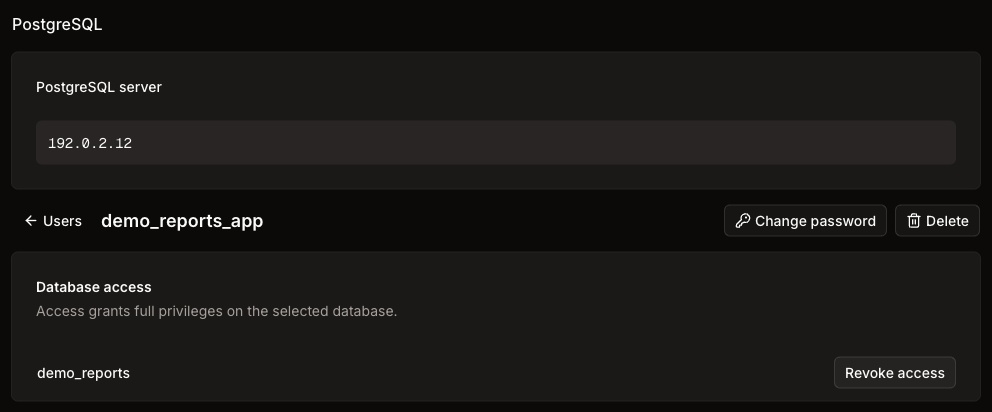 PostgreSQL
PostgreSQL server
192.0.2.12
Users
demo_reports_app
Change password
Delete
Database access
Access grants full privileges on the selected database.
demo_reports
Revoke access